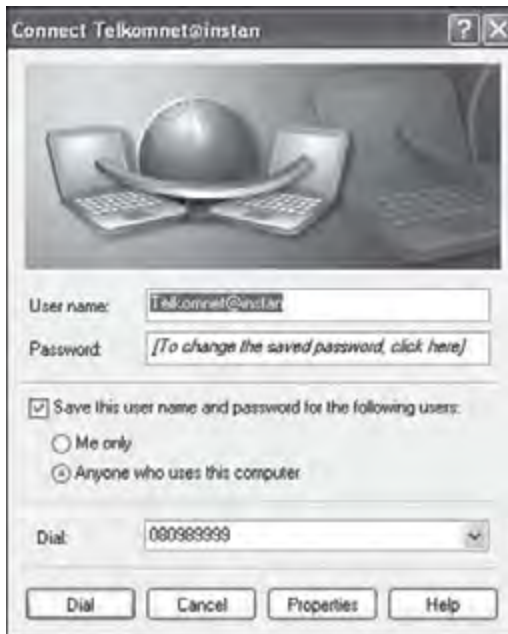 Connect Telkomnet@instan
User name: Telkomnet@instan
Password: [To change the saved password, click here]
Save this user name and password for the following users:
Me only
Anyone who uses this computer
Dial: 080989999
Dial Cancel Properties Help